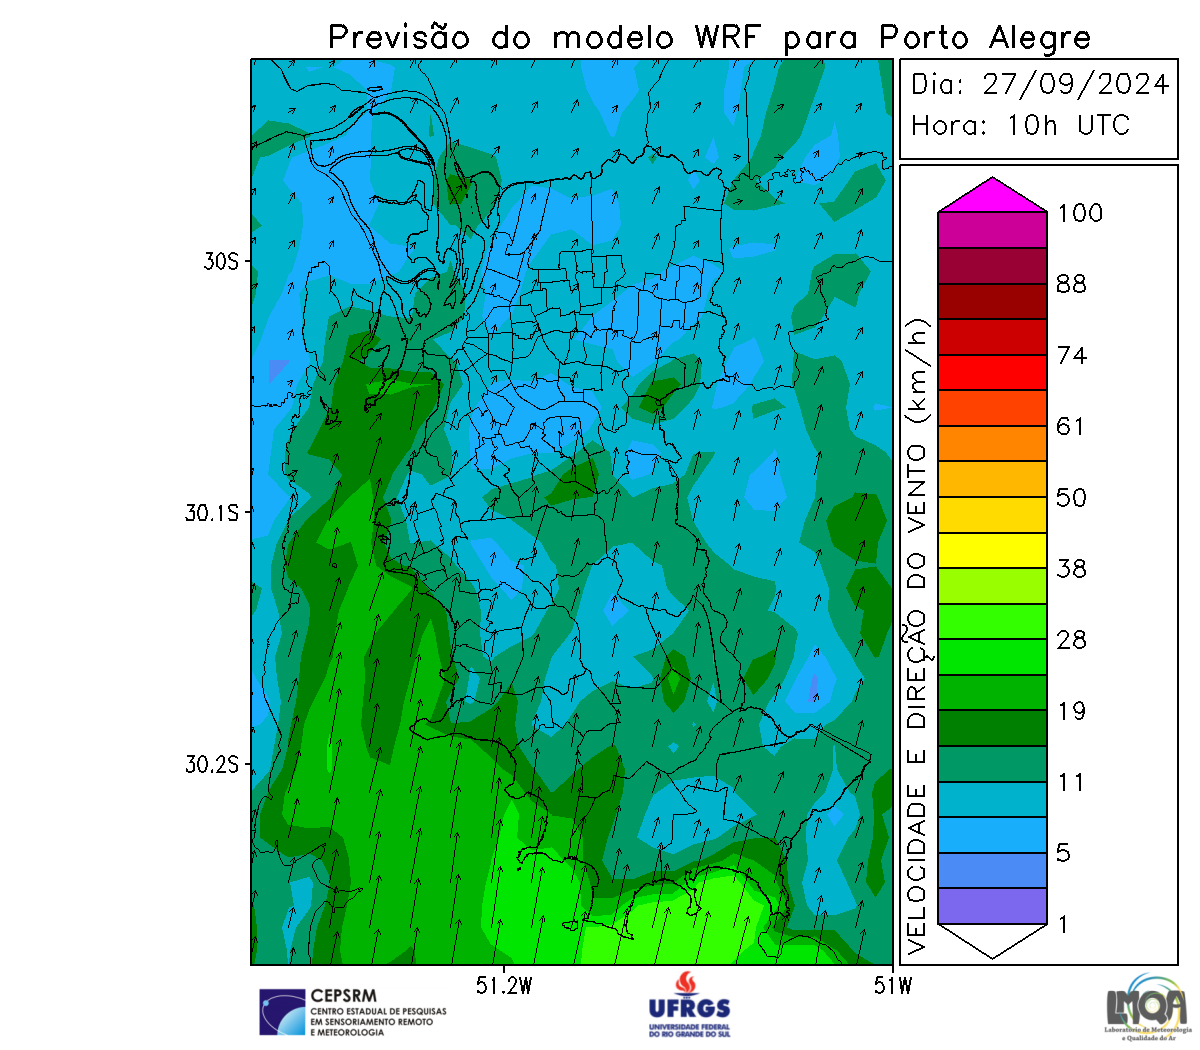 Previsão do modelo WRF para Porto Alegre
Dia: 27/09/2024
Hora: 10h UTC
30S
30.1S
30.2S
51.2W
51W
VELOCIDADE E DIREÇÃO DO VENTO (km/h)
100
88
74
61
50
38
28
19
11
5
1
CEPSRM
CENTRO ESTADUAL DE PESQUISAS
EM SENSORIAMENTO REMOTO
E METEOROLOGIA
UFRGS
UNIVERSIDADE FEDERAL
DO RIO GRANDE DO SUL
LMQA
Laboratório de Meteorologia
e Qualidade do Ar